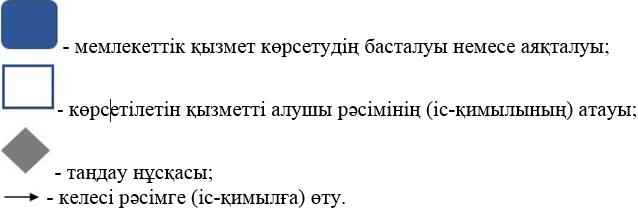 - мемлекеттік қызмет көрсетудің басталуы немесе аяқталуы;
- көрсетілетін қызметті алушы рәсімінің (іс-қимылының) атауы;
- таңдау нұсқасы;
- келесі рәсімге (іс-қимылға) өту.